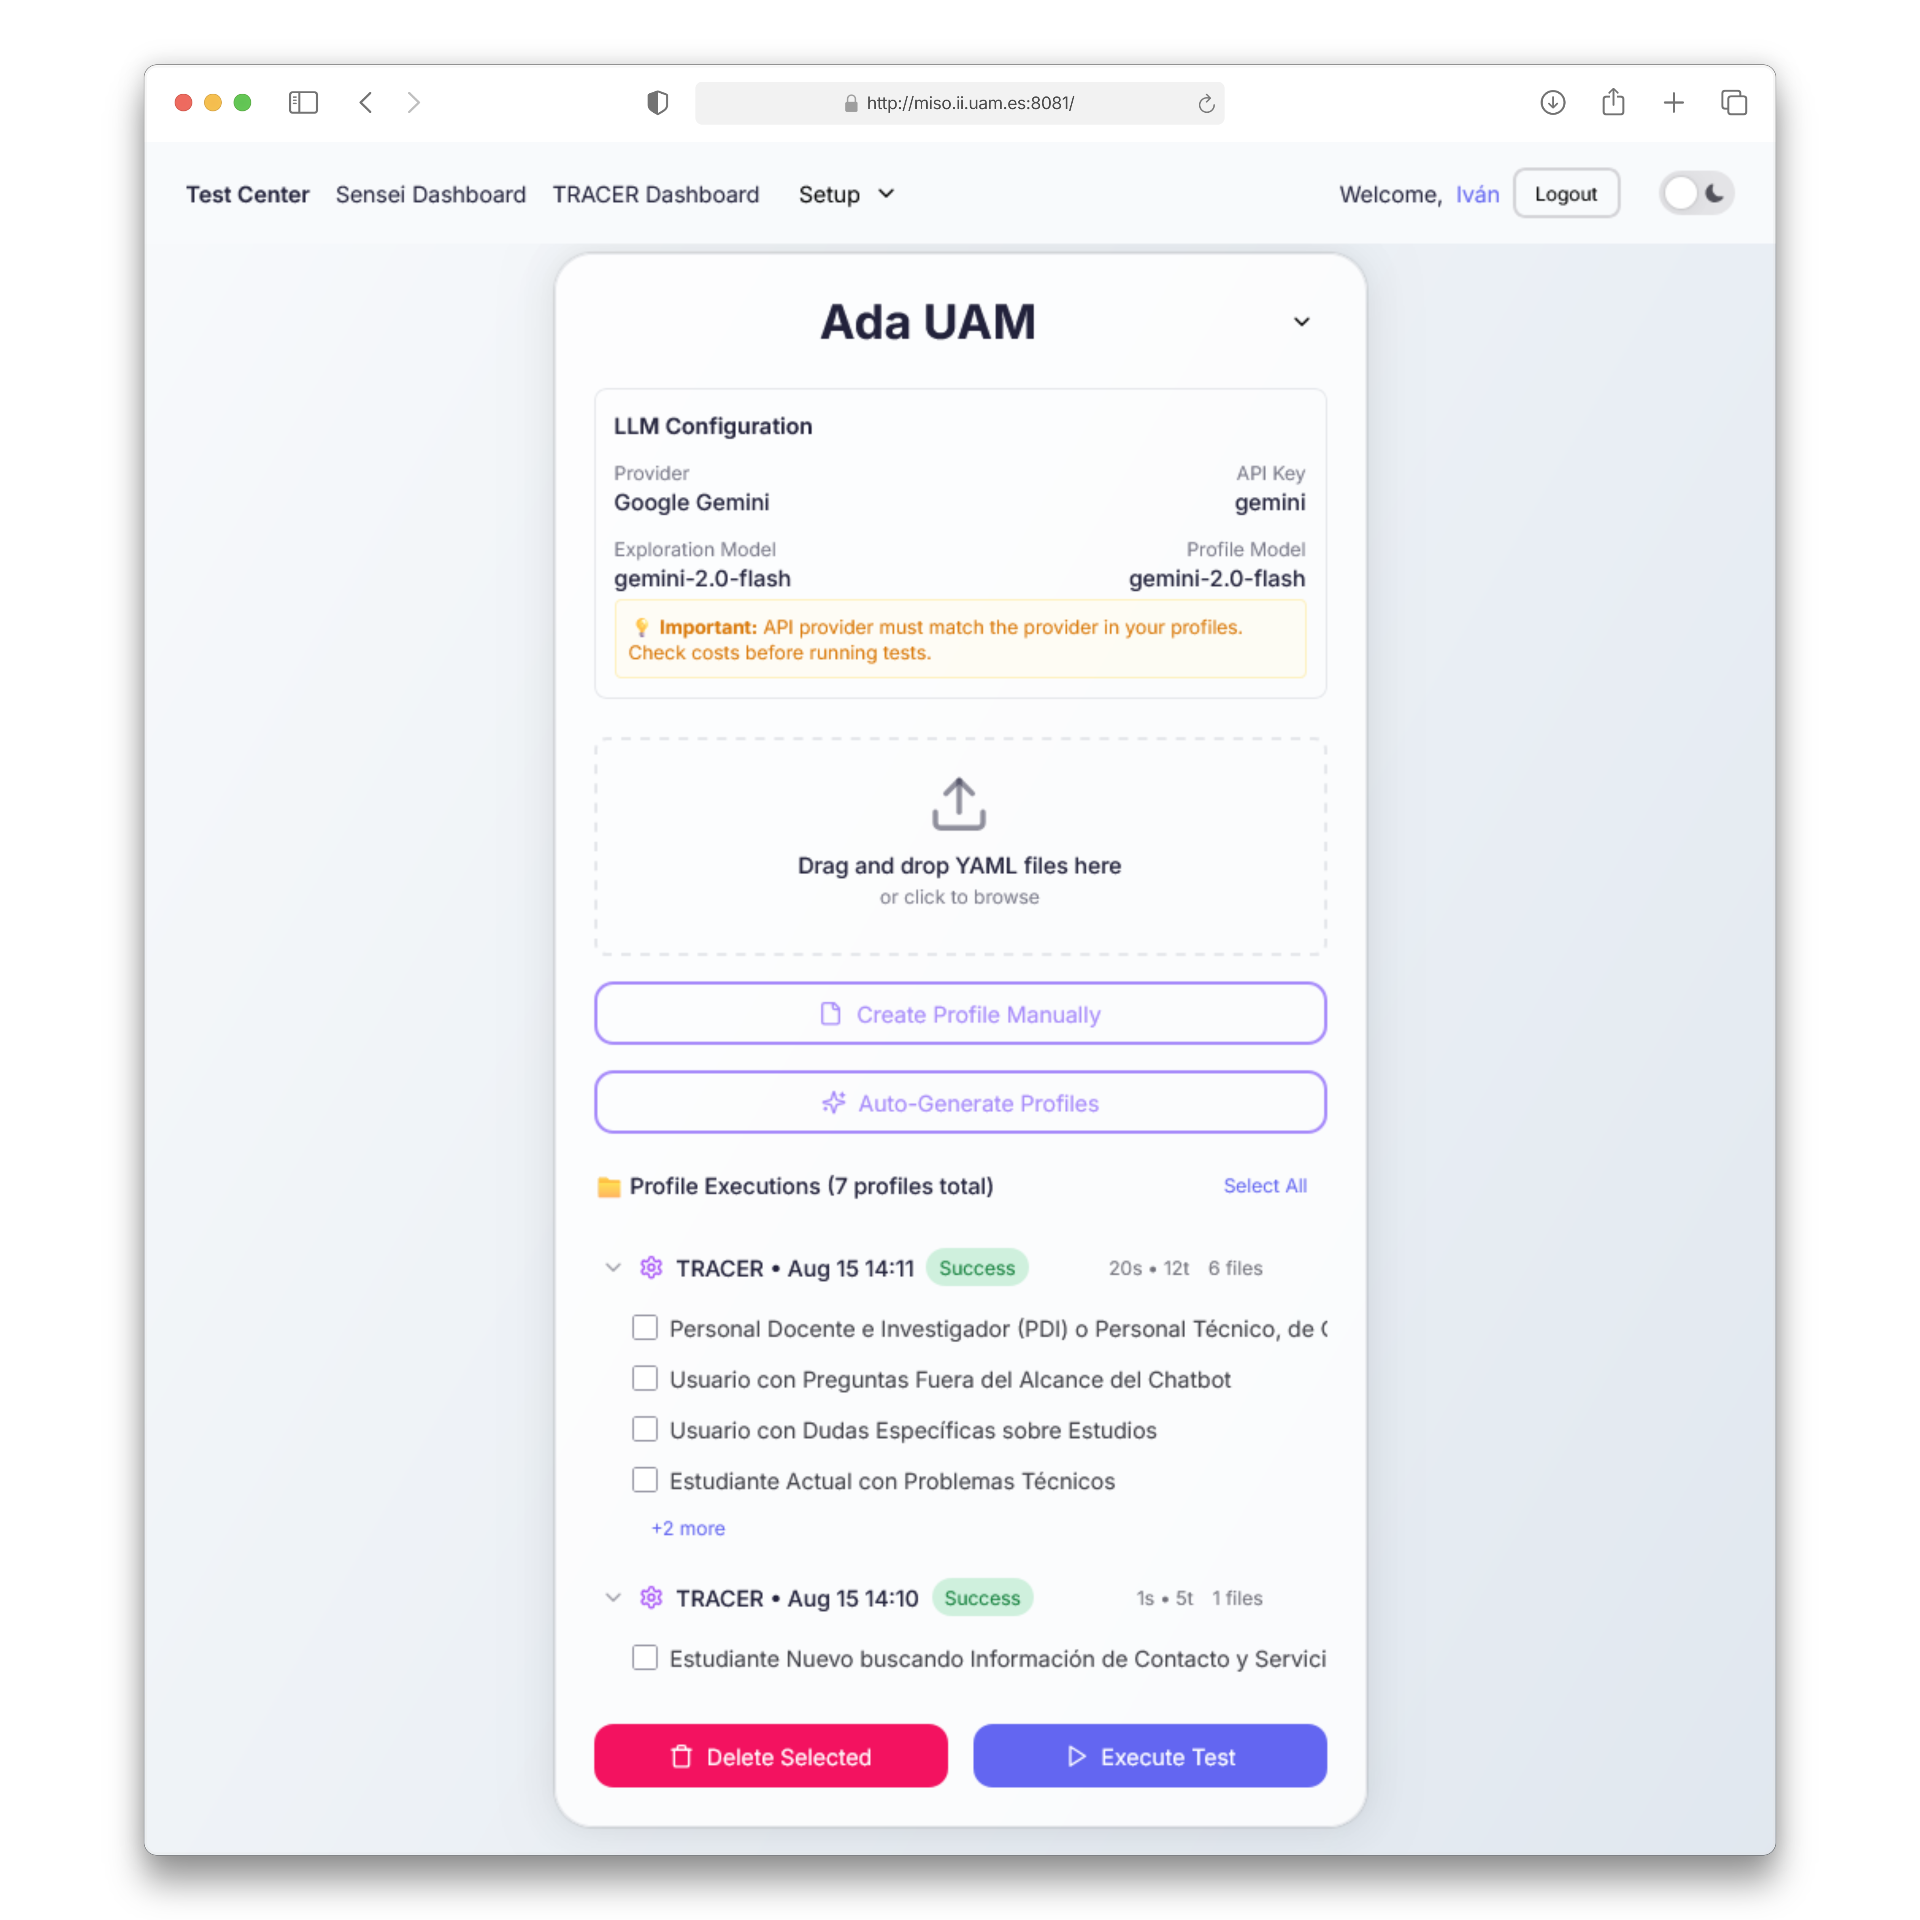 http://miso.ii.uam.es:8081/
Test Center Sensei Dashboard TRACER Dashboard Setup Welcome, Iván Logout
Ada UAM
LLM Configuration
Provider API Key
Google Gemini gemini
Exploration Model Profile Model
gemini-2.0-flash gemini-2.0-flash
Important: API provider must match the provider in your profiles.
Check costs before running tests.
Drag and drop YAML files here
or click to browse
Create Profile Manually
Auto-Generate Profiles
Profile Executions (7 profiles total) Select All
TRACER • Aug 15 14:11 Success 20s • 12t 6 files
Personal Docente e Investigador (PDI) o Personal Técnico, de
Usuario con Preguntas Fuera del Alcance del Chatbot
Usuario con Dudas Específicas sobre Estudios
Estudiante Actual con Problemas Técnicos
+2 more
TRACER • Aug 15 14:10 Success 1s • 5t 1 files
Estudiante Nuevo buscando Información de Contacto y Servici
Delete Selected Execute Test